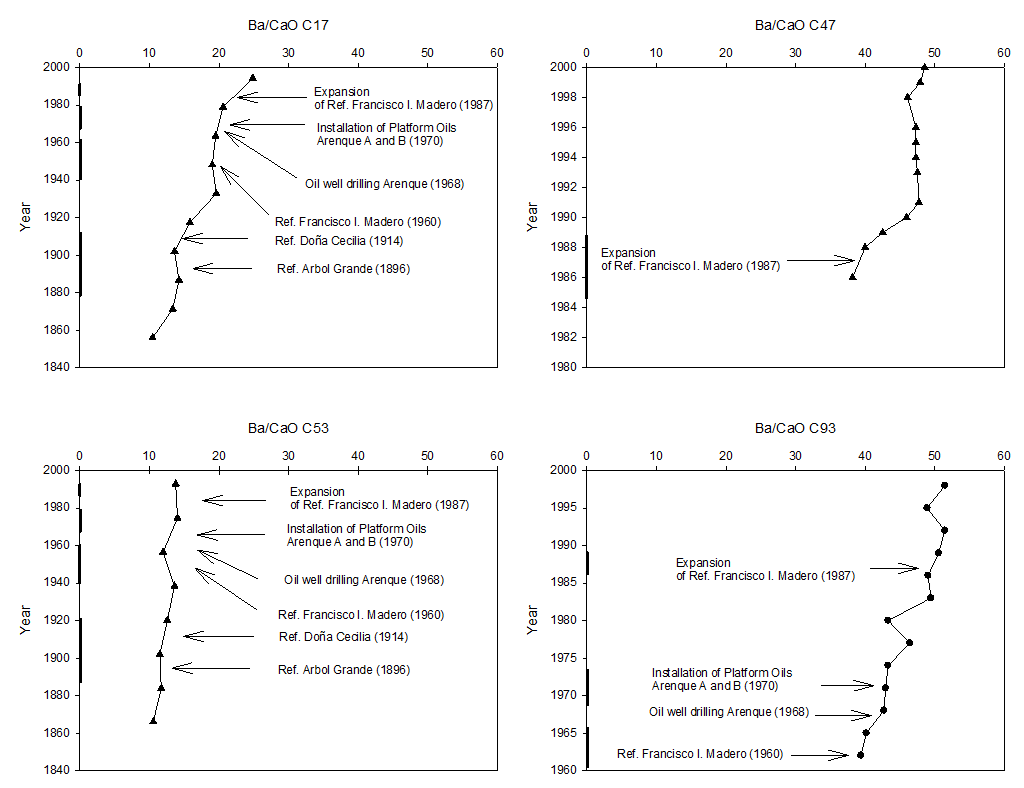 Ba/CaO C17
0 10 20 30 40 50 60
2000
1980
1960
1940
1920
1900
1880
1860
1840
Year
Expansion
of Ref. Francisco I. Madero (1987)
Installation of Platform Oils
Arenque A and B (1970)
Oil well drilling Arenque (1968)
Ref. Francisco I. Madero (1960)
Ref. Doña Cecilia (1914)
Ref. Arbol Grande (1896)
Ba/CaO C47
0 10 20 30 40 50 60
2000
1998
1996
1994
1992
1990
1988
1986
1984
1982
1980
Year
Expansion
of Ref. Francisco I. Madero (1987)
Ba/CaO C53
0 10 20 30 40 50 60
2000
1980
1960
1940
1920
1900
1880
1860
1840
Year
Expansion
of Ref. Francisco I. Madero (1987)
Installation of Platform Oils
Arenque A and B (1970)
Oil well drilling Arenque (1968)
Ref. Francisco I. Madero (1960)
Ref. Doña Cecilia (1914)
Ref. Arbol Grande (1896)
Ba/CaO C93
0 10 20 30 40 50 60
2000
1995
1990
1985
1980
1975
1970
1965
1960
Year
Expansion
of Ref. Francisco I. Madero (1987)
Installation of Platform Oils
Arenque A and B (1970)
Oil well drilling Arenque (1968)
Ref. Francisco I. Madero (1960)